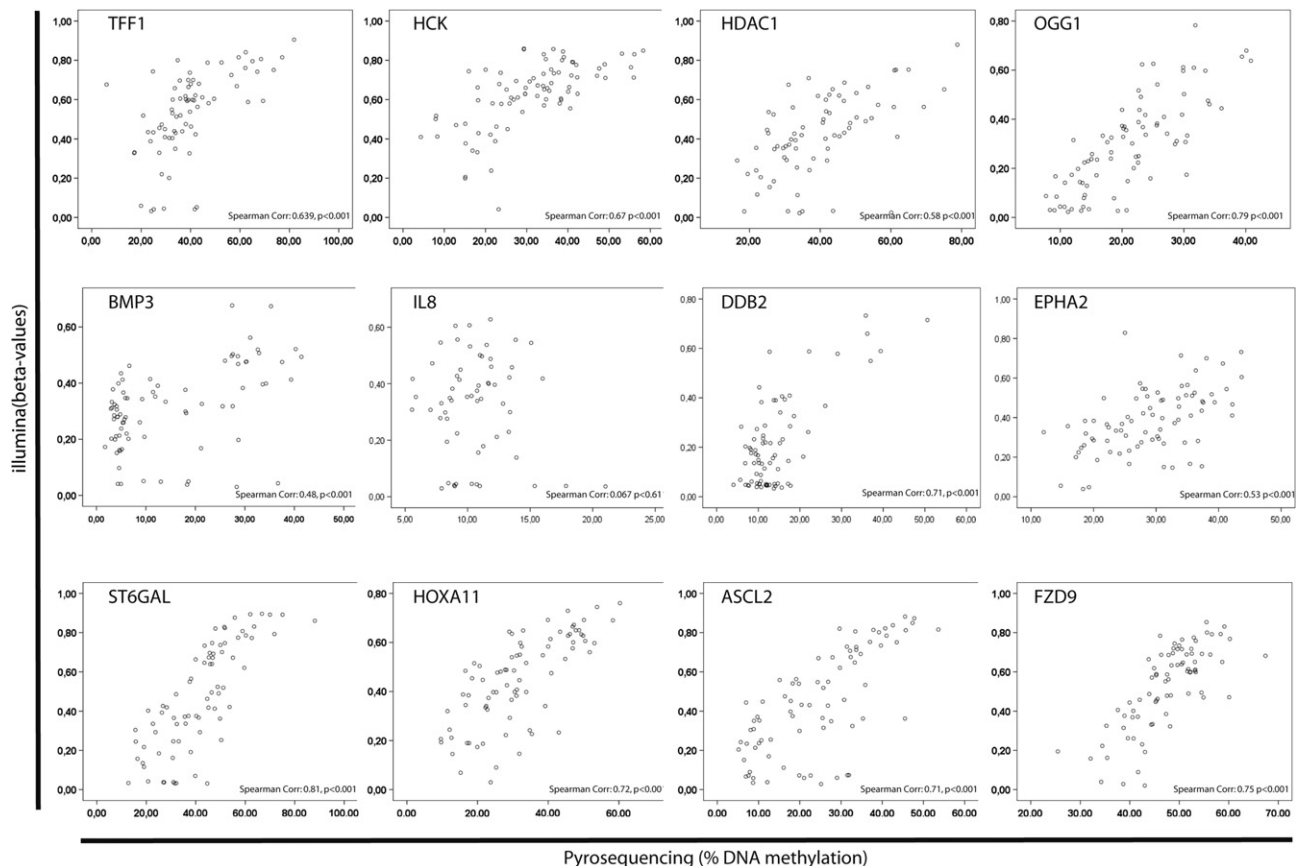 TFF1
1,00
0,80
0,60
0,40
0,20
0,00
Spearman Corr: 0.639, p<0.001
0,00 20,00 40,00 60,00 80,00 100,00
HCK
1,00
0,80
0,60
0,40
0,20
0,00
Spearman Corr: 0.67 p<0.001
0,00 10,00 20,00 30,00 40,00 50,00 60,00
HDAC1
1,00
0,80
0,60
0,40
0,20
0,00
Spearman Corr: 0.58 p<0.001
20,00 40,00 60,00 80,00
OGG1
0,80
0,60
0,40
0,20
0,00
Spearman Corr: 0.79 p<0.001
10,00 20,00 30,00 40,00
illumina(beta-values)
BMP3
0,60
0,40
0,20
0,00
Spearman Corr: 0.48, p<0.001
0,00 10,00 20,00 30,00 40,00 50,00
IL8
0,60
0,40
0,20
0,00
Spearman Corr: 0.067 p<0.61
5,00 10,00 15,00 20,00 25,00
DDB2
0,80
0,60
0,40
0,20
0,00
Spearman Corr: 0.71, p<0.001
0,00 10,00 20,00 30,00 40,00 50,00 60,00
EPHA2
1,00
0,80
0,60
0,40
0,20
0,00
Spearman Corr: 0.53 p<0.001
10,00 20,00 30,00 40,00 50,00
ST6GAL
1,00
0,80
0,60
0,40
0,20
0,00
Spearman Corr: 0.81, p<0.001
0,00 20,00 40,00 60,00 80,00 100,00
HOXA11
0,80
0,60
0,40
0,20
0,00
Spearman Corr: 0.72, p<0.00
0,00 20,00 40,00 60,00
ASCL2
1,00
0,80
0,60
0,40
0,20
0,00
Spearman Corr: 0.71, p<0.001
0,00 10,00 20,00 30,00 40,00 50,00 60,00
FZD9
1,00
0,80
0,60
0,40
0,20
0,00
Spearman Corr: 0.75 p<0.001
20,00 30,00 40,00 50,00 60,00 70,00
Pyrosequencing (% DNA methylation)